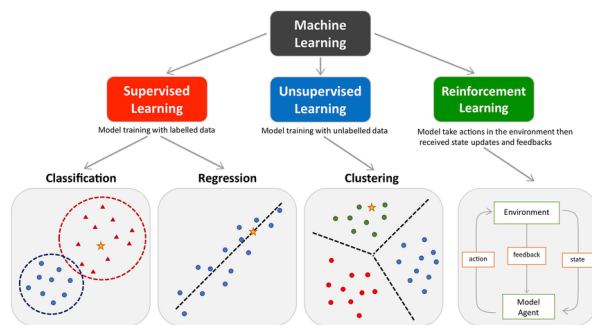 Machine
Learning
Supervised
Learning
Unsupervised
Learning
Reinforcement
Learning
Model training with labelled data
Model training with unlabelled data
Model take actions in the environment then
received state updates and feedbacks
Classification
Regression
Clustering
Environment
action
feedback
state
Model
Agent